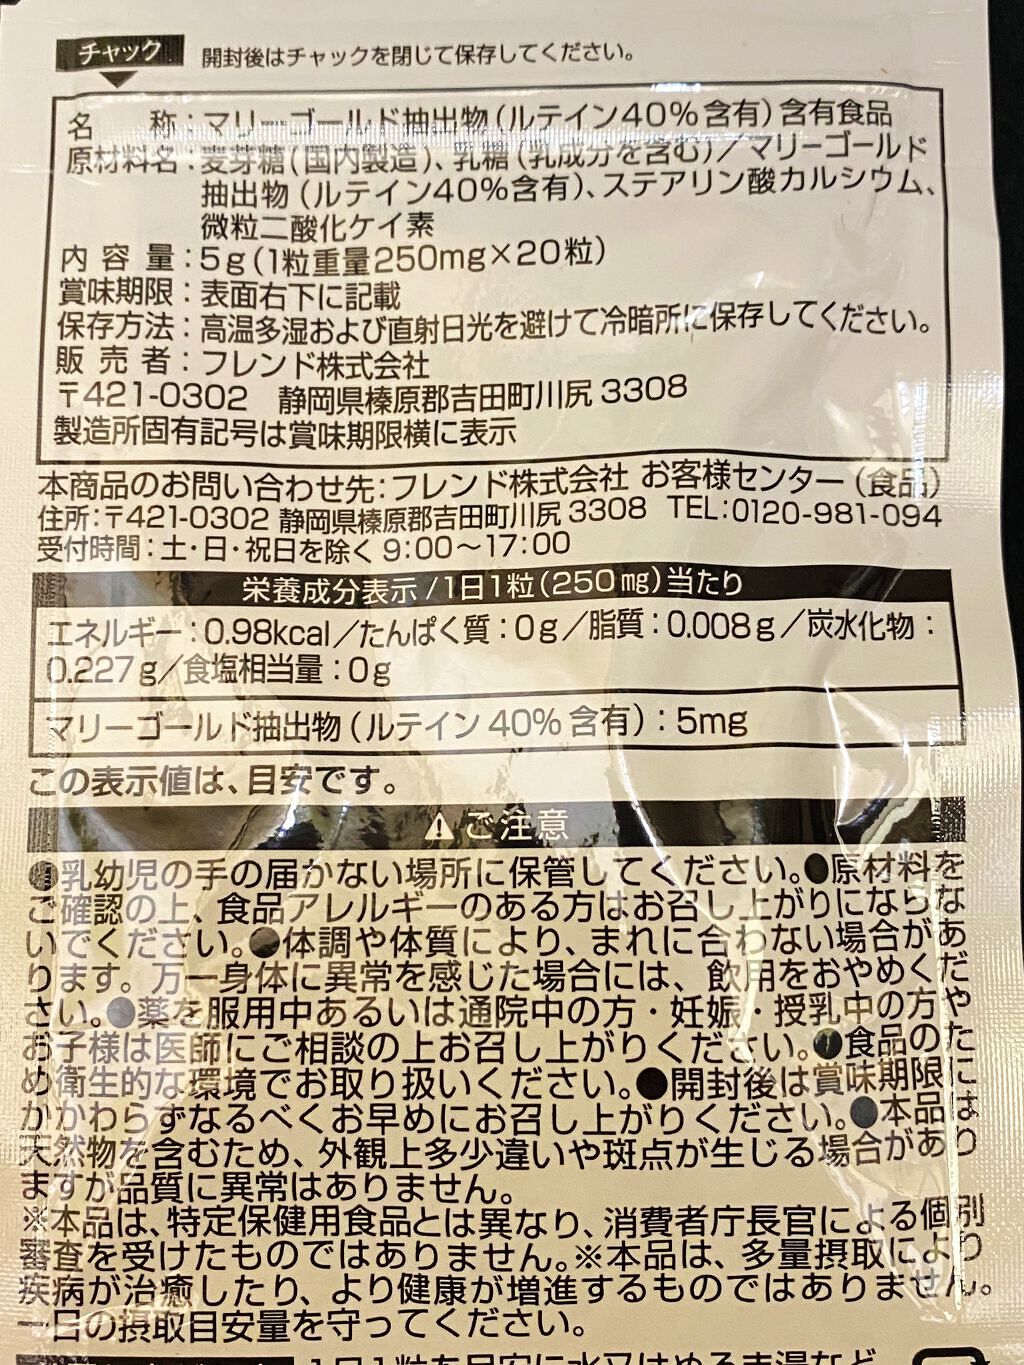 チャック 開封後はチャックを閉じて保存してください。
名 称：マリーゴールド抽出物（ルテイン40%含有）含有食品
原材料名：麦芽糖（国内製造）、乳糖（乳成分を含む）／マリーゴールド
抽出物（ルテイン40%含有）、ステアリン酸カルシウム、
微粒二酸化ケイ素
内容量：5g（1粒重量250mg×20粒）
賞味期限：表面右下に記載
保存方法：高温多湿および直射日光を避けて冷暗所に保存してください。
販売者：フレンド株式会社
〒421-0302 静岡県榛原郡吉田町川尻3308
製造所固有記号は賞味期限横に表示
本商品のお問い合わせ先：フレンド株式会社 お客様センター（食品）
住所：〒421-0302 静岡県榛原郡吉田町川尻3308 TEL：0120-981-094
受付時間：土・日・祝日を除く 9:00〜17:00
栄養成分表示/1日1粒（250mg）当たり
エネルギー：0.98kcal／たんぱく質：0g／脂質：0.008g／炭水化物：
0.227g／食塩相当量：0g
マリーゴールド抽出物（ルテイン40%含有）：5mg
この表示値は、目安です。
⚠ご注意
●乳幼児の手の届かない場所に保管してください。●原材料を
ご確認の上、食品アレルギーのある方はお召し上がりにならな
いでください。●体調や体質により、まれに合わない場合があ
ります。万一身体に異常を感じた場合には、飲用をおやめくだ
さい。●薬を服用中あるいは通院中の方・妊娠・授乳中の方や
お子様は医師にご相談の上お召し上がりください。●食品のた
め衛生的な環境でお取り扱いください。●開封後は賞味期限に
かかわらずなるべくお早めにお召し上がりください。●本品は
天然物を含むため、外観上多少違いや斑点が生じる場合があり
ますが品質に異常はありません。
※本品は、特定保健用食品とは異なり、消費者庁長官による個別
審査を受けたものではありません。※本品は、多量摂取により
疾病が治癒したり、より健康が増進するものではありません。
一日の摂取目安量を守ってください。
1日1粒を目安に水又はぬるま湯など